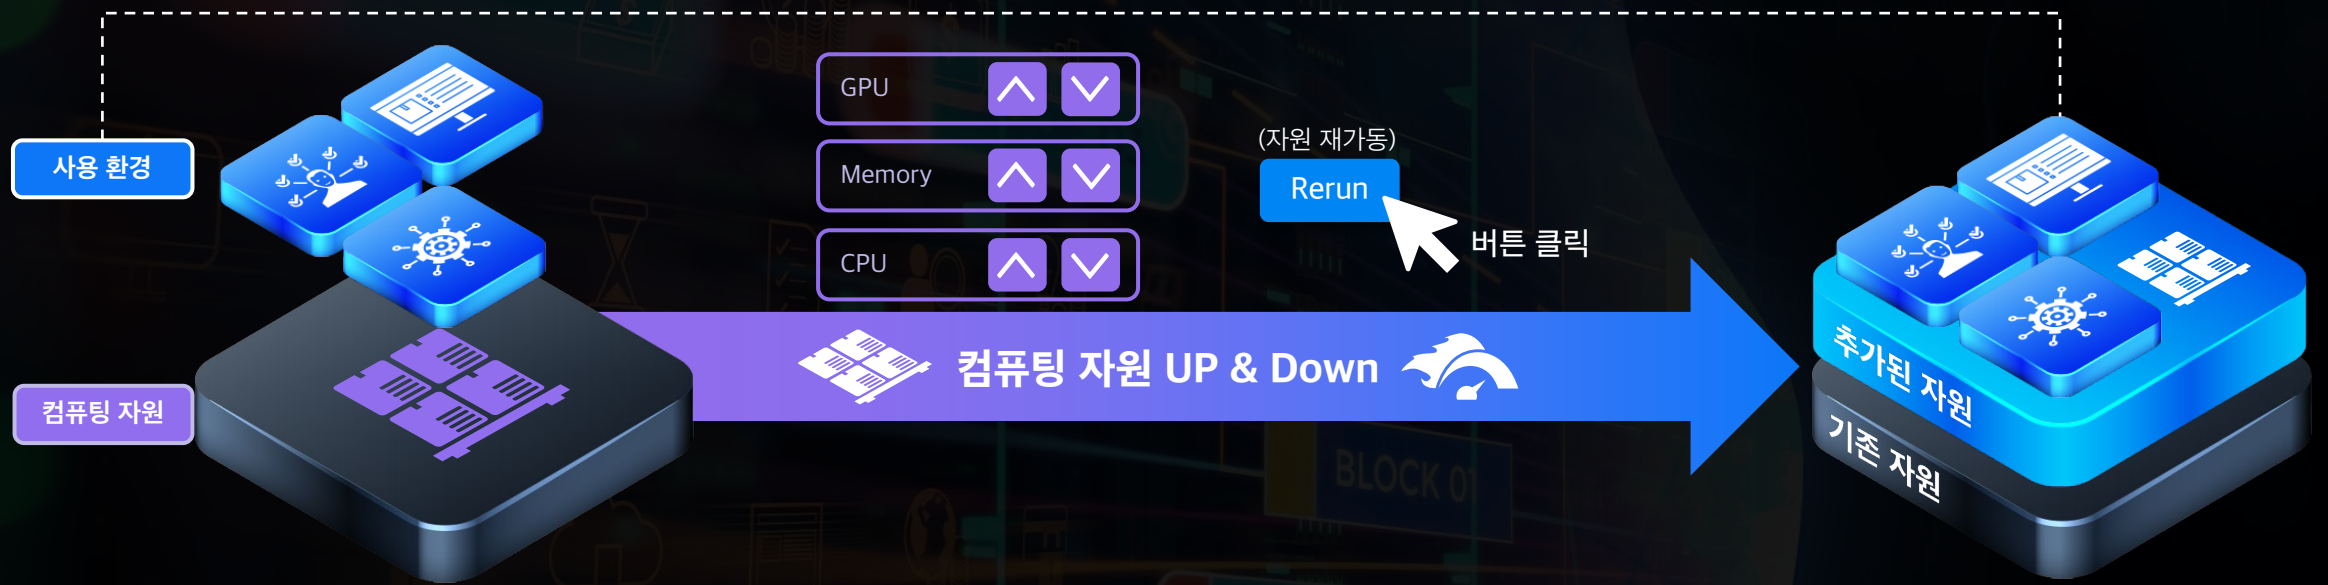 사용 환경
컴퓨팅 자원
GPU
Memory
CPU
(자원 재가동)
Rerun
버튼 클릭
컴퓨팅 자원 UP & Down
BLOCK 01
추가된 자원
기존 자원